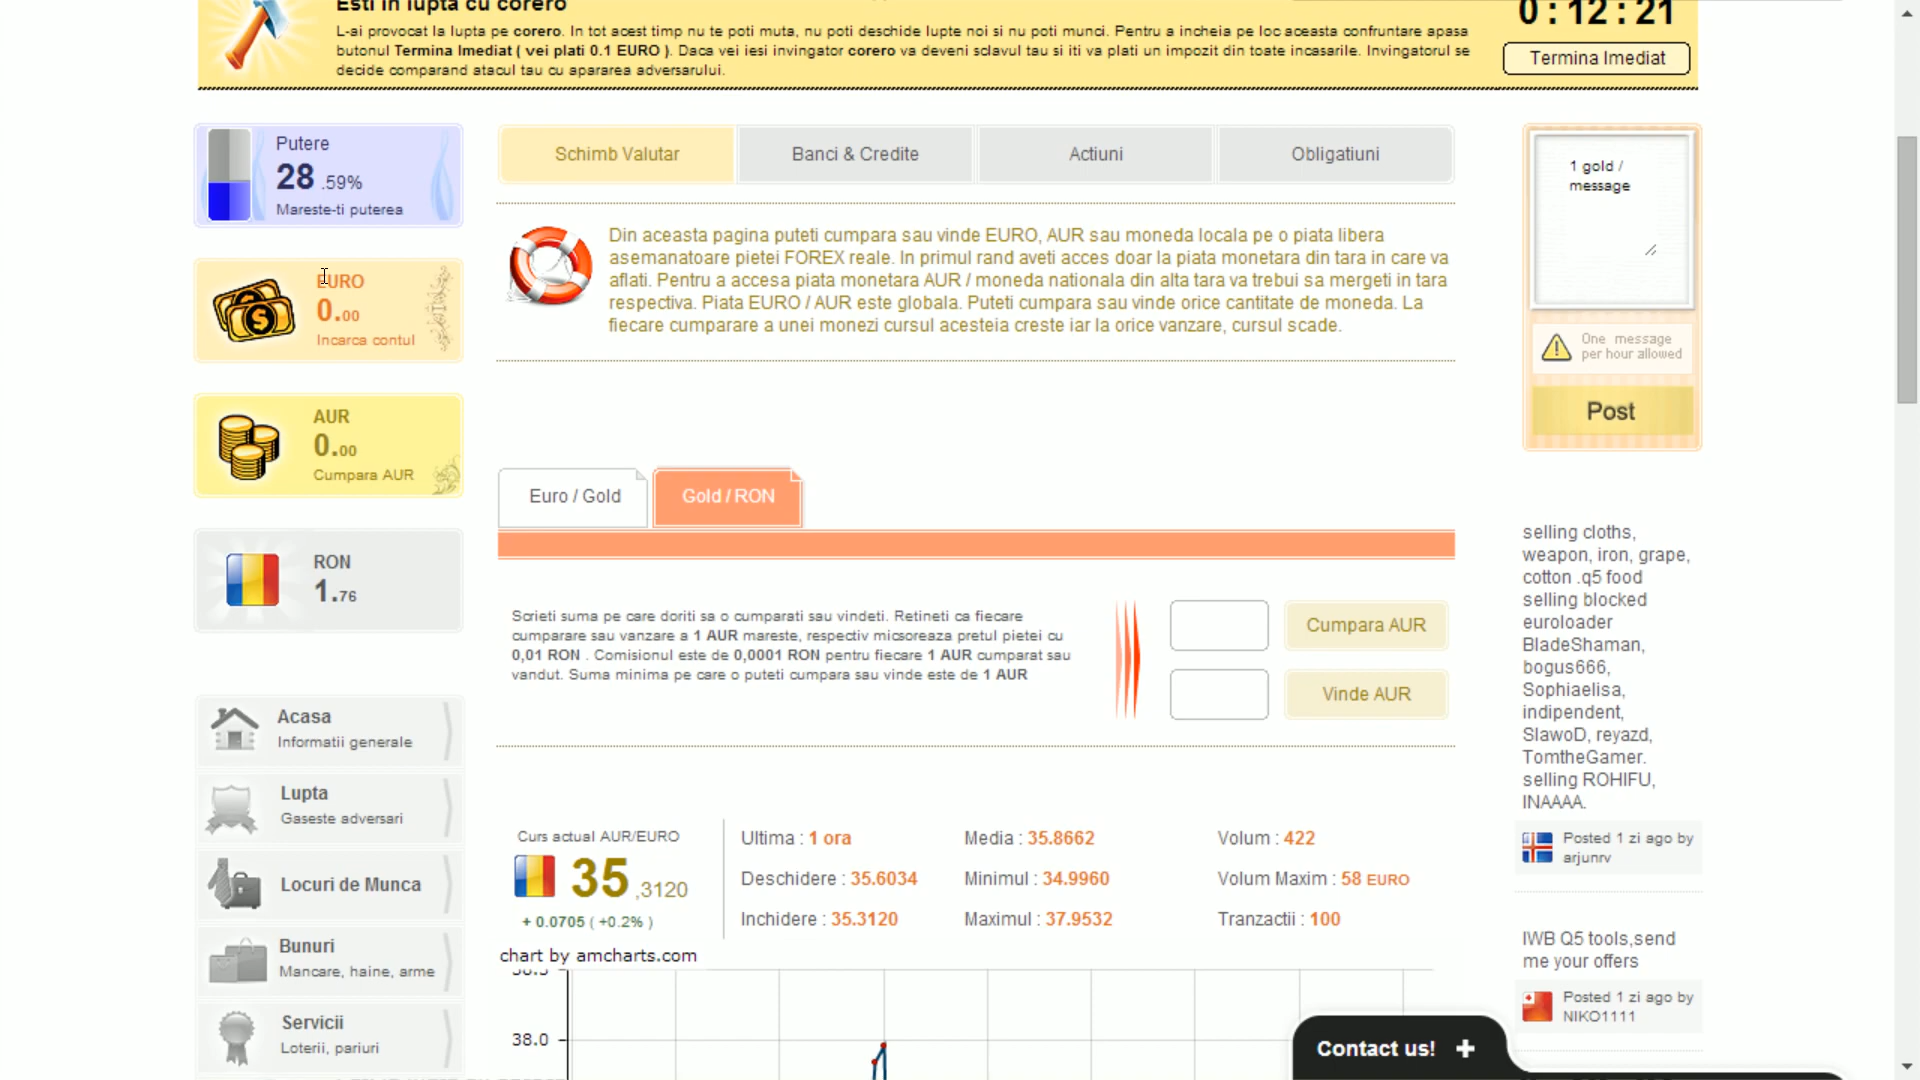 Esti in lupta cu corero
L-ai provocat la lupta pe corero. In tot acest timp nu te poti muta, nu poti deschide lupte noi si nu poti munci. Pentru a incheia pe loc aceasta confruntare apasa
butonul Termina Imediat ( vei plati 0.1 EURO ). Daca vei iesi invingator corero va deveni sclavul tau si iti va plati un impozit din toate incasarile. Invingatorul se
decide comparand atacul tau cu apararea adversarului.
0:12:21
Termina Imediat
Putere
28 .59%
Mareste-ti puterea
EURO
0.00
Incarca contul
AUR
0.00
Cumpara AUR
RON
1.76
Acasa
Informatii generale
Lupta
Gaseste adversari
Locuri de Munca
Bunuri
Mancare, haine, arme
Servicii
Loterii, pariuri
Schimb Valutar
Banci & Credite
Actiuni
Obligatiuni
Din aceasta pagina puteti cumpara sau vinde EURO, AUR sau moneda locala pe o piata libera
asemanatoare pietei FOREX reale. In primul rand aveti acces doar la piata monetara din tara in care va
aflati. Pentru a accesa piata monetara AUR / moneda nationala din alta tara va trebui sa mergeti in tara
respectiva. Piata EURO / AUR este globala. Puteti cumpara sau vinde orice cantitate de moneda. La
fiecare cumparare a unei monezi cursul acesteia creste iar la orice vanzare, cursul scade.
Euro / Gold
Gold / RON
Scrieti suma pe care doriti sa o cumparati sau vindeti. Retineti ca fiecare
cumparare sau vanzare a 1 AUR mareste, respectiv micsoreaza pretul pietei cu
0,01 RON . Comisionul este de 0,0001 RON pentru fiecare 1 AUR cumparat sau
vandut. Suma minima pe care o puteti cumpara sau vinde este de 1 AUR
Cumpara AUR
Vinde AUR
Curs actual AUR/EURO
35 ,3120
+ 0.0705 ( +0.2% )
Ultima : 1 ora
Deschidere : 35.6034
Inchidere : 35.3120
Media : 35.8662
Minimul : 34.9960
Maximul : 37.9532
Volum : 422
Volum Maxim : 58 EURO
Tranzactii : 100
chart by amcharts.com
38.5
38.0
1 gold /
message
One message
per hour allowed
Post
selling cloths,
weapon, iron, grape,
cotton .q5 food
selling blocked
euroloader
BladeShaman,
bogus666,
Sophiaelisa,
indipendent,
SlawoD, reyazd,
TomtheGamer.
selling ROHIFU,
INAAAA.
Posted 1 zi ago by
arjunrv
IWB Q5 tools,send
me your offers
Posted 1 zi ago by
NIKO1111
Contact us! +